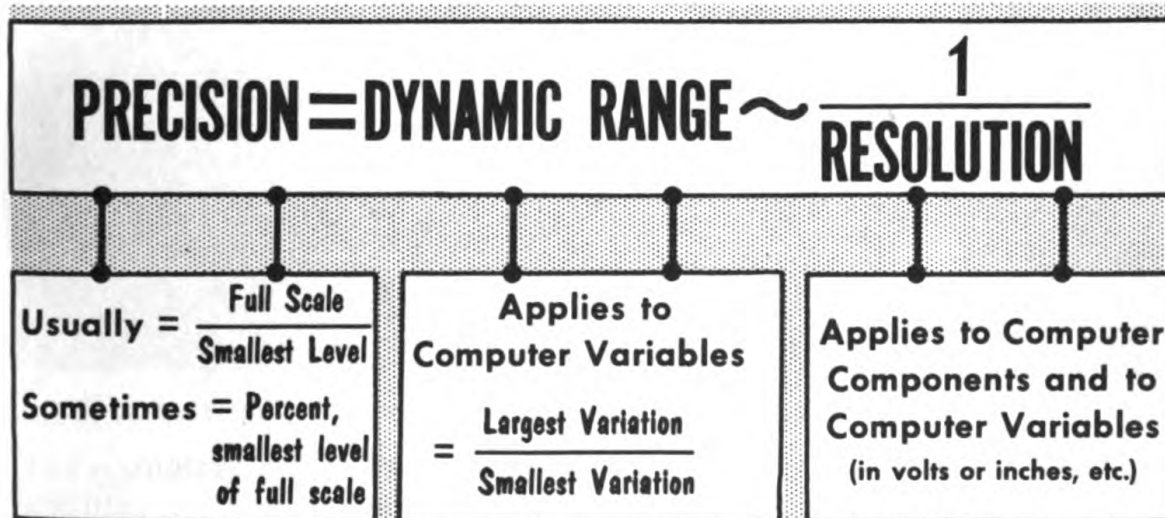 PRECISION = DYNAMIC RANGE ~ 1 / RESOLUTION
Usually = Full Scale / Smallest Level
Sometimes = Percent,
smallest level
of full scale
Applies to
Computer Variables
= Largest Variation / Smallest Variation
Applies to Computer
Components and to
Computer Variables
(in volts or inches, etc.)